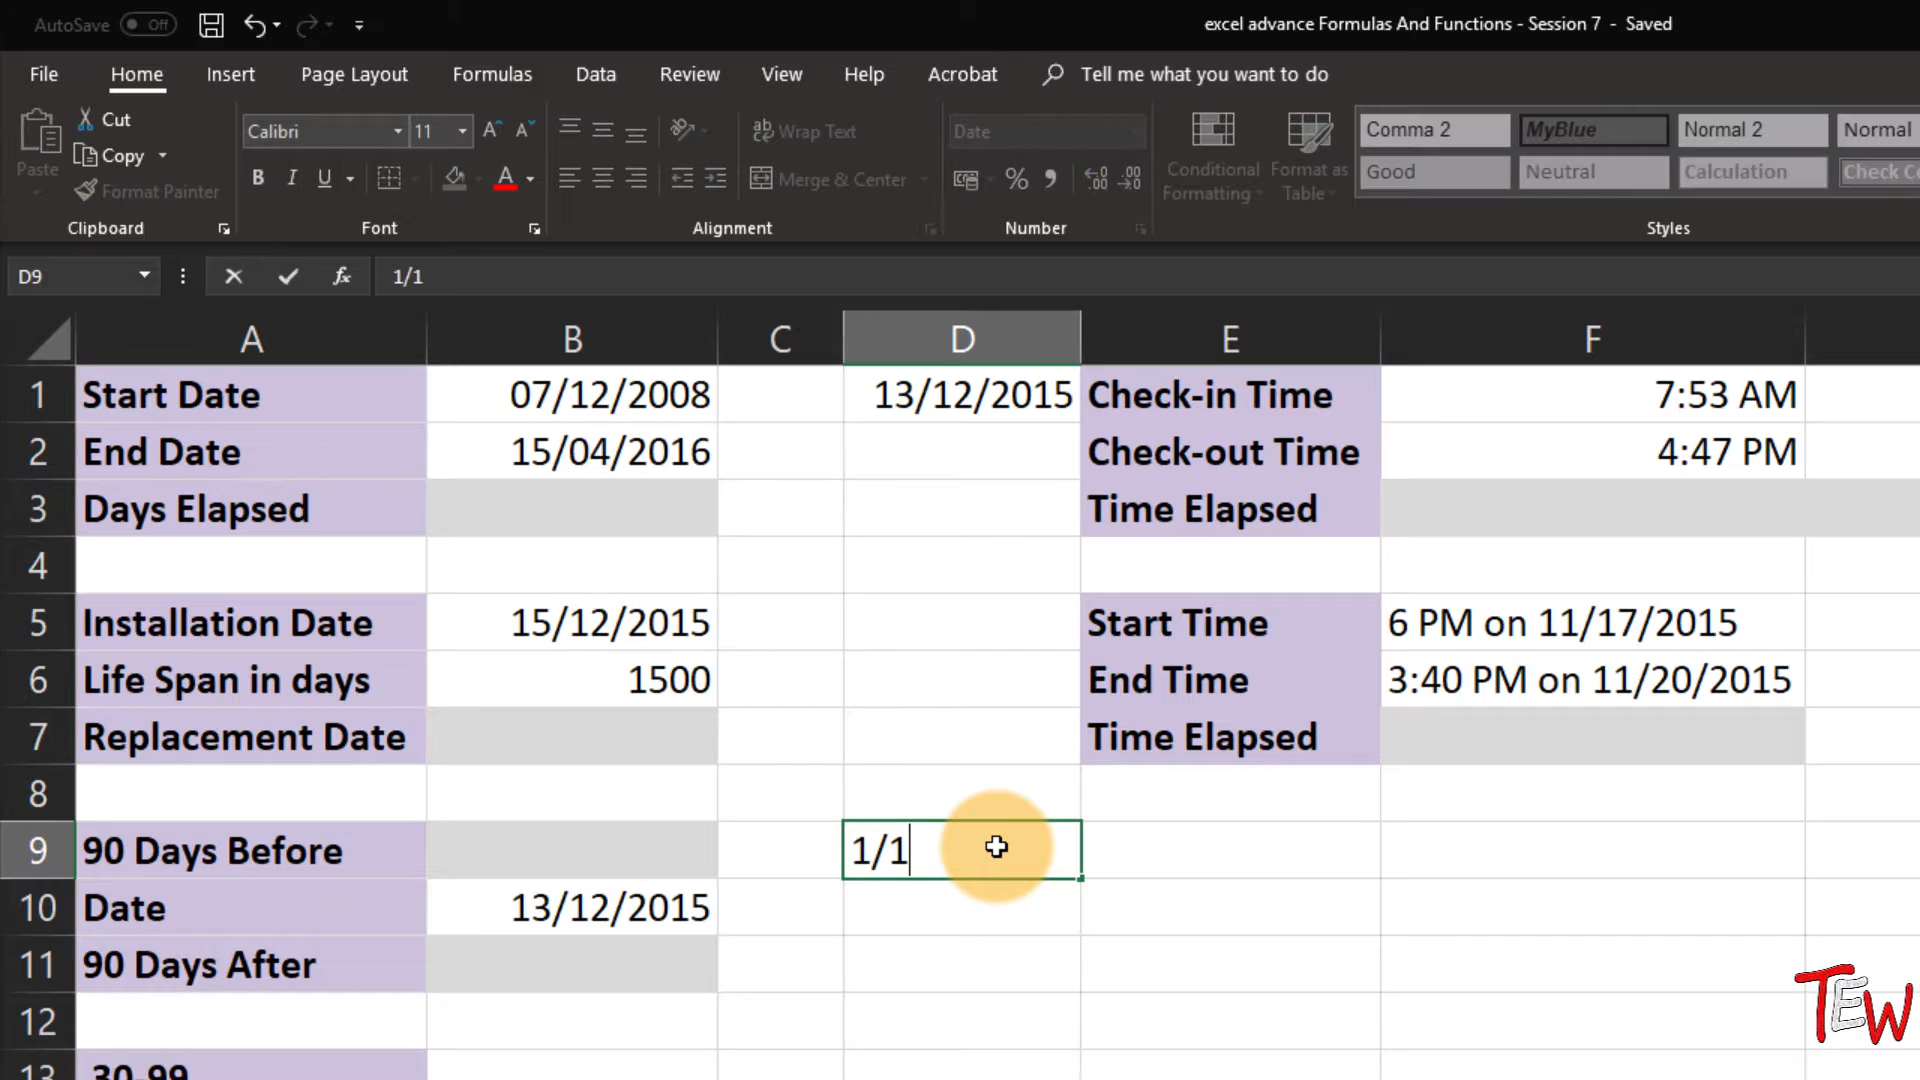 AutoSave Off
excel advance Formulas And Functions - Session 7 - Saved
File Home Insert Page Layout Formulas Data Review View Help Acrobat Tell me what you want to do
Paste
Cut
Copy
Format Painter
Clipboard
Calibri 11
B I U A
Font
ab Wrap Text
Merge & Center
Alignment
Date
%
Number
Conditional Formatting
Format as Table
Comma 2 MyBlue Normal 2 Normal
Good Neutral Calculation
Styles
D9 fx 1/1
A B C D E F
1 Start Date 07/12/2008 13/12/2015 Check-in Time 7:53 AM
2 End Date 15/04/2016 Check-out Time 4:47 PM
3 Days Elapsed Time Elapsed
4
5 Installation Date 15/12/2015 Start Time 6 PM on 11/17/2015
6 Life Span in days 1500 End Time 3:40 PM on 11/20/2015
7 Replacement Date Time Elapsed
8
9 90 Days Before 1/1
10 Date 13/12/2015
11 90 Days After
12
13 30-99
TEW